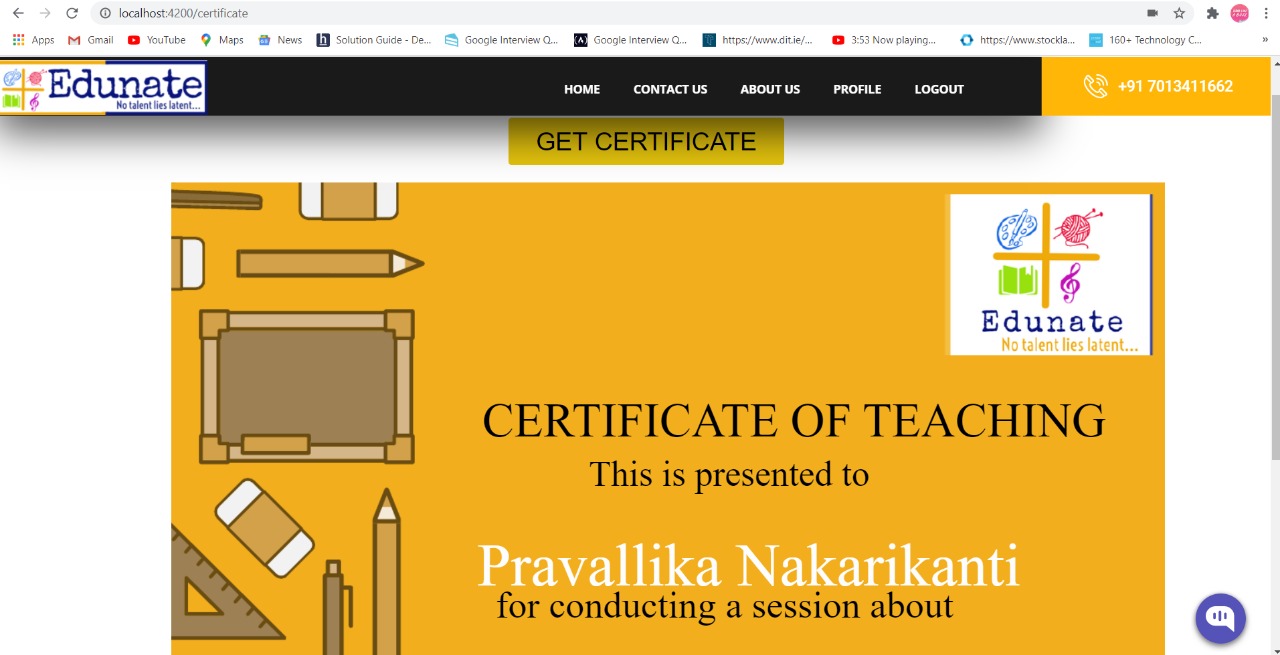 localhost:4200/certificate
Apps Gmail YouTube Maps News Solution Guide - De... Google Interview Q... Google Interview Q... https://www.dit.ie/... 3:53 Now playing... https://www.stockla... 160+ Technology C... »
Edunate
No talent lies latent...
HOME CONTACT US ABOUT US PROFILE LOGOUT +91 7013411662
GET CERTIFICATE
Edunate
No talent lies latent...
CERTIFICATE OF TEACHING
This is presented to
Pravallika Nakarikanti
for conducting a session about